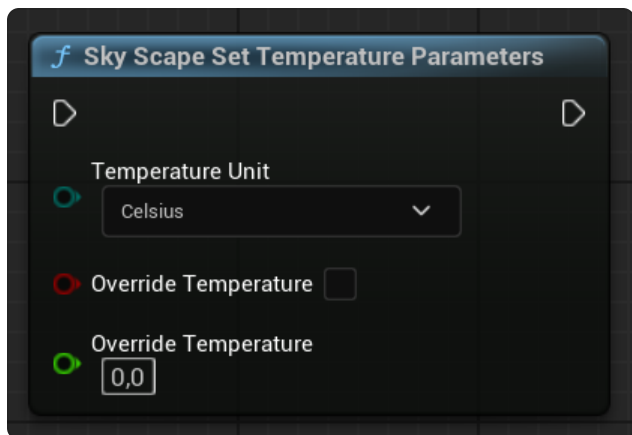 f Sky Scape Set Temperature Parameters
Temperature Unit
Celsius
Override Temperature
Override Temperature
0,0